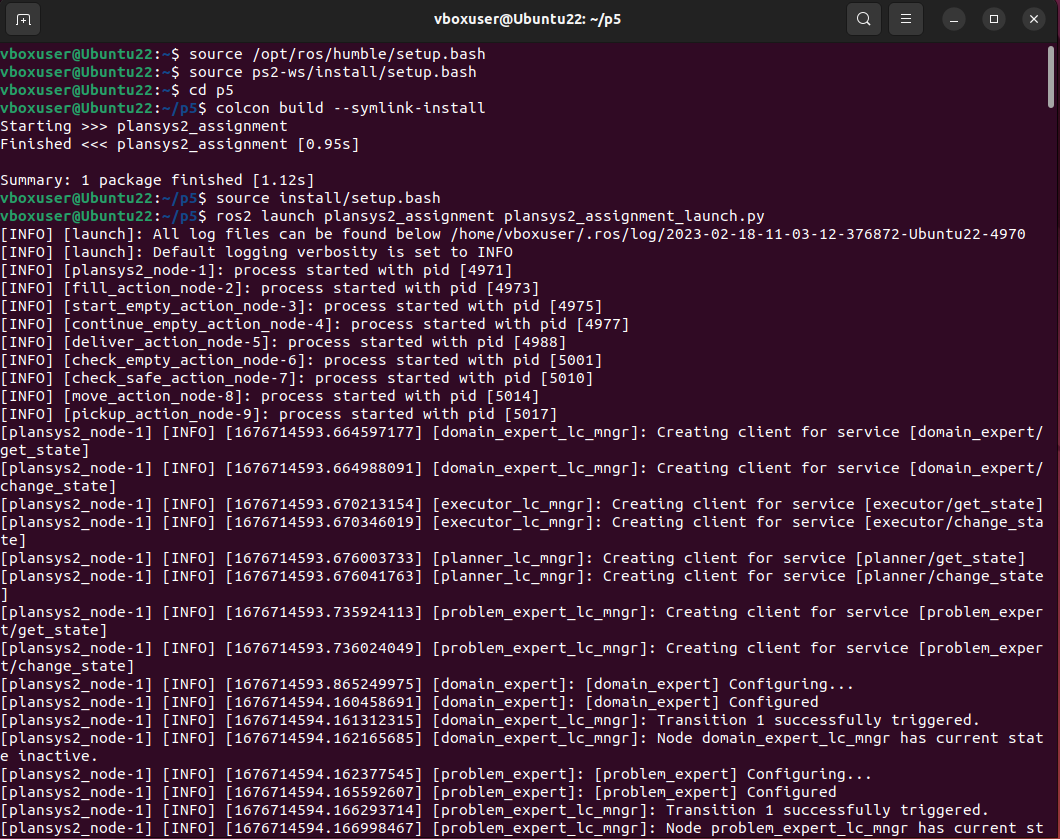 vboxuser@Ubuntu22: ~/p5
vboxuser@Ubuntu22:~$ source /opt/ros/humble/setup.bash
vboxuser@Ubuntu22:~$ source ps2-ws/install/setup.bash
vboxuser@Ubuntu22:~$ cd p5
vboxuser@Ubuntu22:~/p5$ colcon build --symlink-install
Starting >>> plansys2_assignment
Finished <<< plansys2_assignment [0.95s]
Summary: 1 package finished [1.12s]
vboxuser@Ubuntu22:~/p5$ source install/setup.bash
vboxuser@Ubuntu22:~/p5$ ros2 launch plansys2_assignment plansys2_assignment_launch.py
[INFO] [launch]: All log files can be found below /home/vboxuser/.ros/log/2023-02-18-11-03-12-376872-Ubuntu22-4970
[INFO] [launch]: Default logging verbosity is set to INFO
[INFO] [plansys2_node-1]: process started with pid [4971]
[INFO] [fill_action_node-2]: process started with pid [4973]
[INFO] [start_empty_action_node-3]: process started with pid [4975]
[INFO] [continue_empty_action_node-4]: process started with pid [4977]
[INFO] [deliver_action_node-5]: process started with pid [4988]
[INFO] [check_empty_action_node-6]: process started with pid [5001]
[INFO] [check_safe_action_node-7]: process started with pid [5010]
[INFO] [move_action_node-8]: process started with pid [5014]
[INFO] [pickup_action_node-9]: process started with pid [5017]
[plansys2_node-1] [INFO] [1676714593.664597177] [domain_expert_lc_mngr]: Creating client for service [domain_expert/
get_state]
[plansys2_node-1] [INFO] [1676714593.664988091] [domain_expert_lc_mngr]: Creating client for service [domain_expert/
change_state]
[plansys2_node-1] [INFO] [1676714593.670213154] [executor_lc_mngr]: Creating client for service [executor/get_state]
[plansys2_node-1] [INFO] [1676714593.670346019] [executor_lc_mngr]: Creating client for service [executor/change_sta
te]
[plansys2_node-1] [INFO] [1676714593.676003733] [planner_lc_mngr]: Creating client for service [planner/get_state]
[plansys2_node-1] [INFO] [1676714593.676041763] [planner_lc_mngr]: Creating client for service [planner/change_state
]
[plansys2_node-1] [INFO] [1676714593.735924113] [problem_expert_lc_mngr]: Creating client for service [problem_exper
t/get_state]
[plansys2_node-1] [INFO] [1676714593.736024049] [problem_expert_lc_mngr]: Creating client for service [problem_exper
t/change_state]
[plansys2_node-1] [INFO] [1676714593.865249975] [domain_expert]: [domain_expert] Configuring...
[plansys2_node-1] [INFO] [1676714594.160458691] [domain_expert]: [domain_expert] Configured
[plansys2_node-1] [INFO] [1676714594.161312315] [domain_expert_lc_mngr]: Transition 1 successfully triggered.
[plansys2_node-1] [INFO] [1676714594.162165685] [domain_expert_lc_mngr]: Node domain_expert_lc_mngr has current stat
e inactive.
[plansys2_node-1] [INFO] [1676714594.162377545] [problem_expert]: [problem_expert] Configuring...
[plansys2_node-1] [INFO] [1676714594.165592607] [problem_expert]: [problem_expert] Configured
[plansys2_node-1] [INFO] [1676714594.166293714] [problem_expert_lc_mngr]: Transition 1 successfully triggered.
[plansys2_node-1] [INFO] [1676714594.166998467] [problem_expert_lc_mngr]: Node problem_expert_lc_mngr has current st